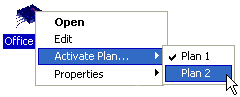 Office
Open
Edit
Activate Plan...
Properties
Plan 1
Plan 2